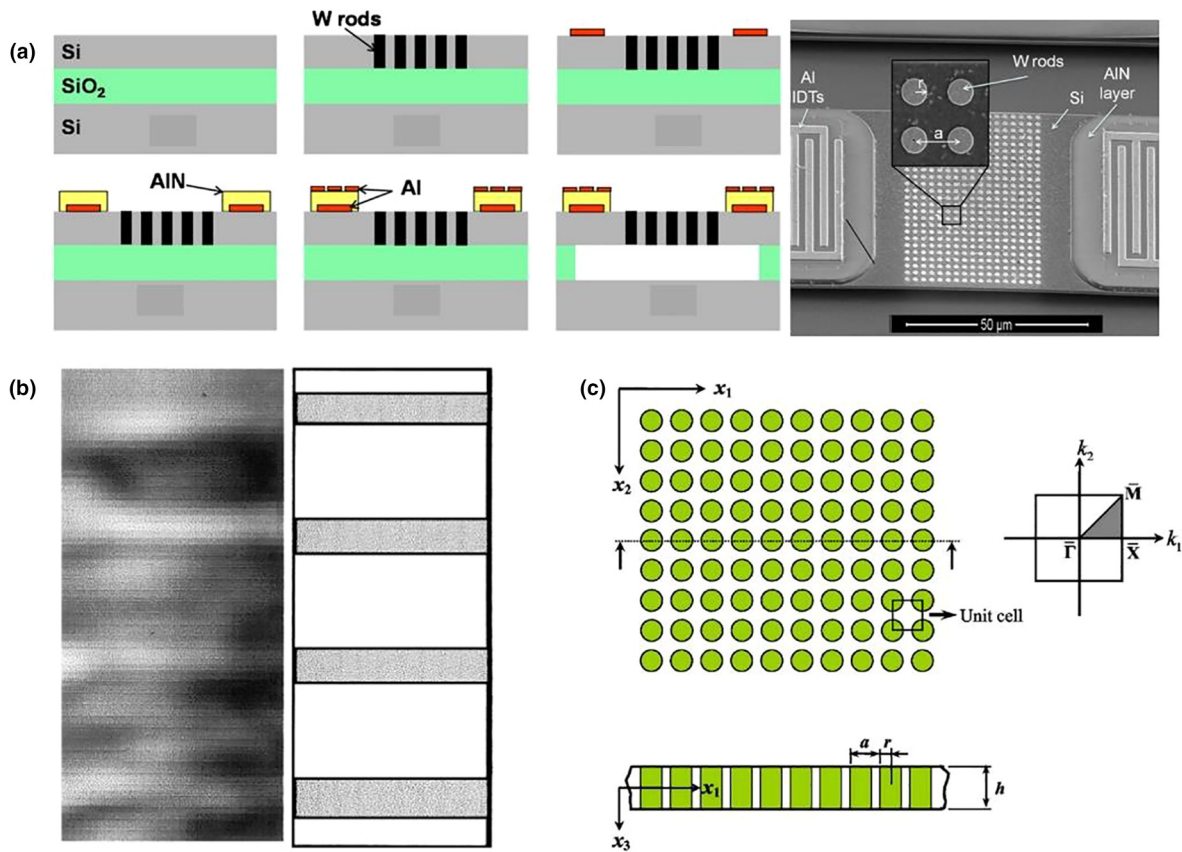 (a)
Si
SiO₂
Si
W rods
AlN
Al
Al
IDTs
r
a
W rods
Si
AlN
layer
50 µm
(b)
(c)
x₁
x₂
Unit cell
k₂
M̅
Γ̅
X̅
k₁
a
r
x₁
h
x₃